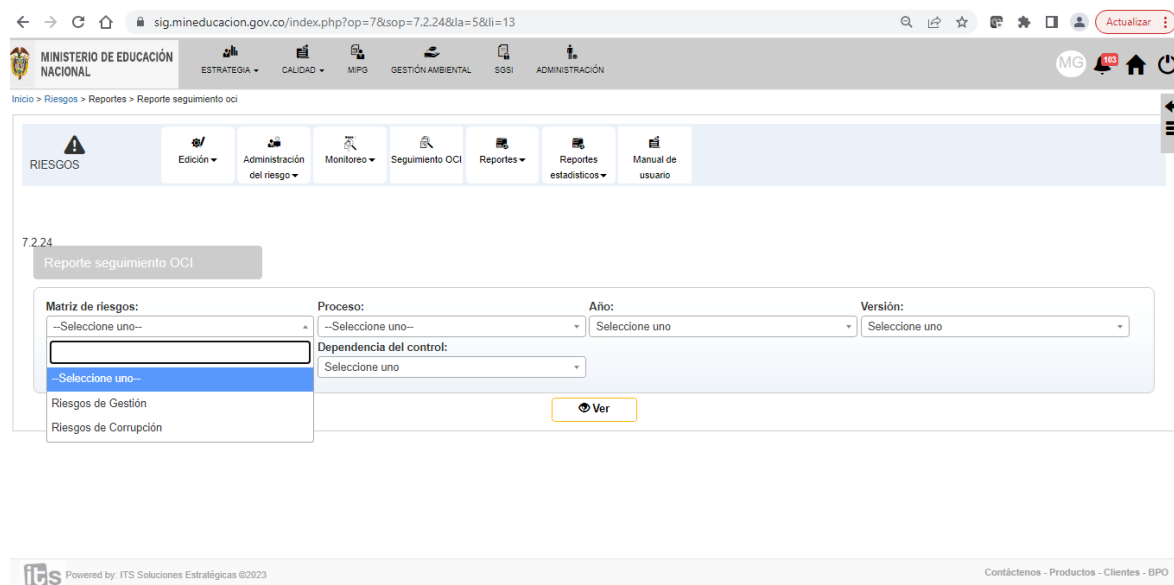 sig.mineducacion.gov.co/index.php?op=7&sop=7.2.24&la=5&li=13
Actualizar
MINISTERIO DE EDUCACIÓN
NACIONAL
ESTRATEGIA
CALIDAD
MIPG
GESTIÓN AMBIENTAL
SGSI
ADMINISTRACIÓN
MG
103
Inicio > Riesgos > Reportes > Reporte seguimiento oci
RIESGOS
Edición
Administración
del riesgo
Monitoreo
Seguimiento OCI
Reportes
Reportes
estadisticos
Manual de
usuario
7.2.24
Reporte seguimiento OCI
Matriz de riesgos:
Proceso:
Año:
Versión:
--Seleccione uno--
--Seleccione uno--
Seleccione uno
Seleccione uno
Dependencia del control:
Seleccione uno
--Seleccione uno--
Riesgos de Gestión
Riesgos de Corrupción
Ver
its Powered by: ITS Soluciones Estratégicas ©2023
Contáctenos - Productos - Clientes - BPO